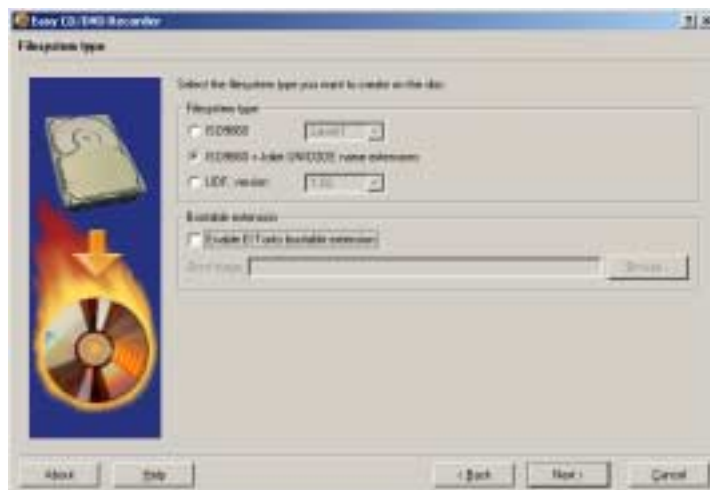 Easy CD/DVD Recorder
Filesystem type
Select the filesystem type you want to create on the disc:
Filesystem type
ISO9660
ISO9660 + Joliet UNICODE name extensions
UDF, version
Bootable extension
Enable El Torito bootable extension
Browse...
About
Help
< Back
Next >
Cancel